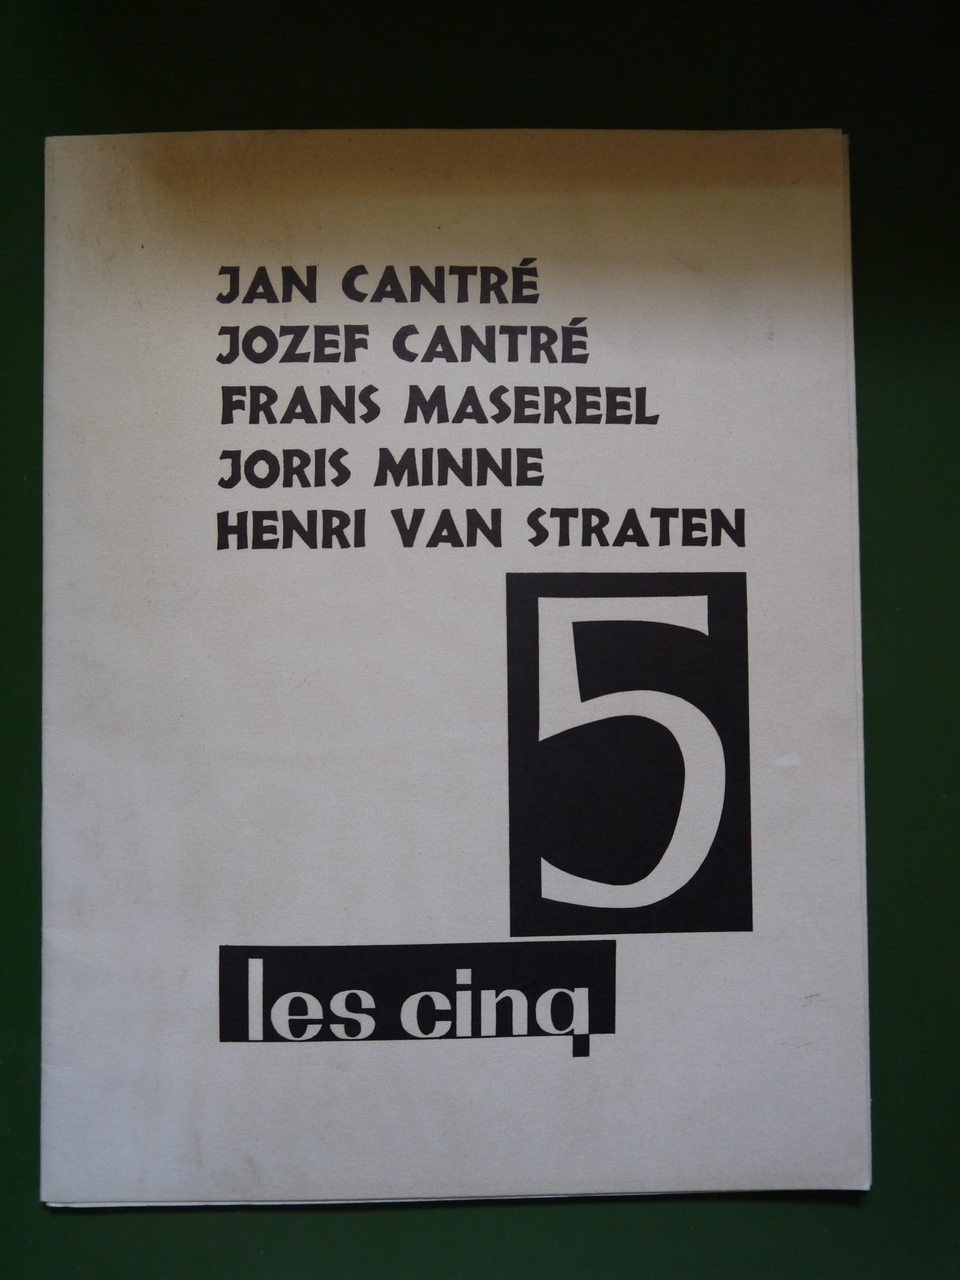 JAN CANTRÉ
JOZEF CANTRÉ
FRANS MASEREEL
JORIS MINNE
HENRI VAN STRATEN
5
les cinq